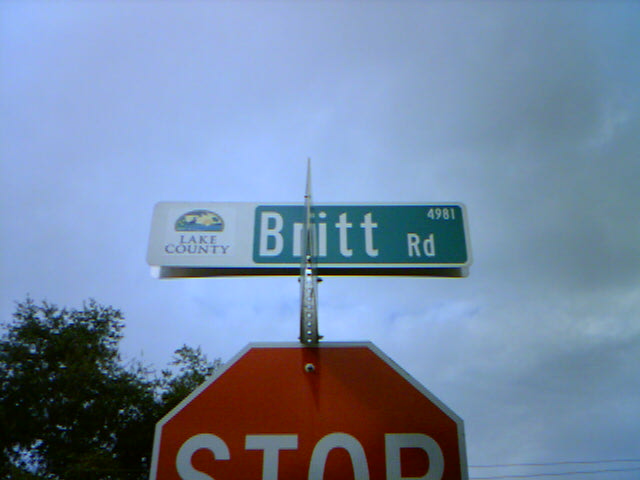 LAKE
COUNTY
4981
Britt Rd
STOP